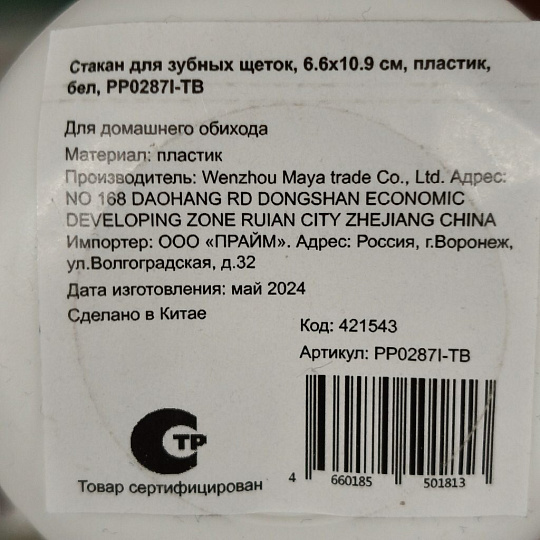 Стакан для зубных щеток, 6.6x10.9 см, пластик,
бел, PP0287I-TB
Для домашнего обихода
Материал: пластик
Производитель: Wenzhou Maya trade Co., Ltd. Адрес:
NO 168 DAOHANG RD DONGSHAN ECONOMIC
DEVELOPING ZONE RUIAN CITY ZHEJIANG CHINA
Импортер: ООО «ПРАЙМ». Адрес: Россия, г.Воронеж,
ул.Волгоградская, д.32
Дата изготовления: май 2024
Сделано в Китае
Код: 421543
Артикул: PP0287I-TB
СТР
Товар сертифицирован
4 660185 501813